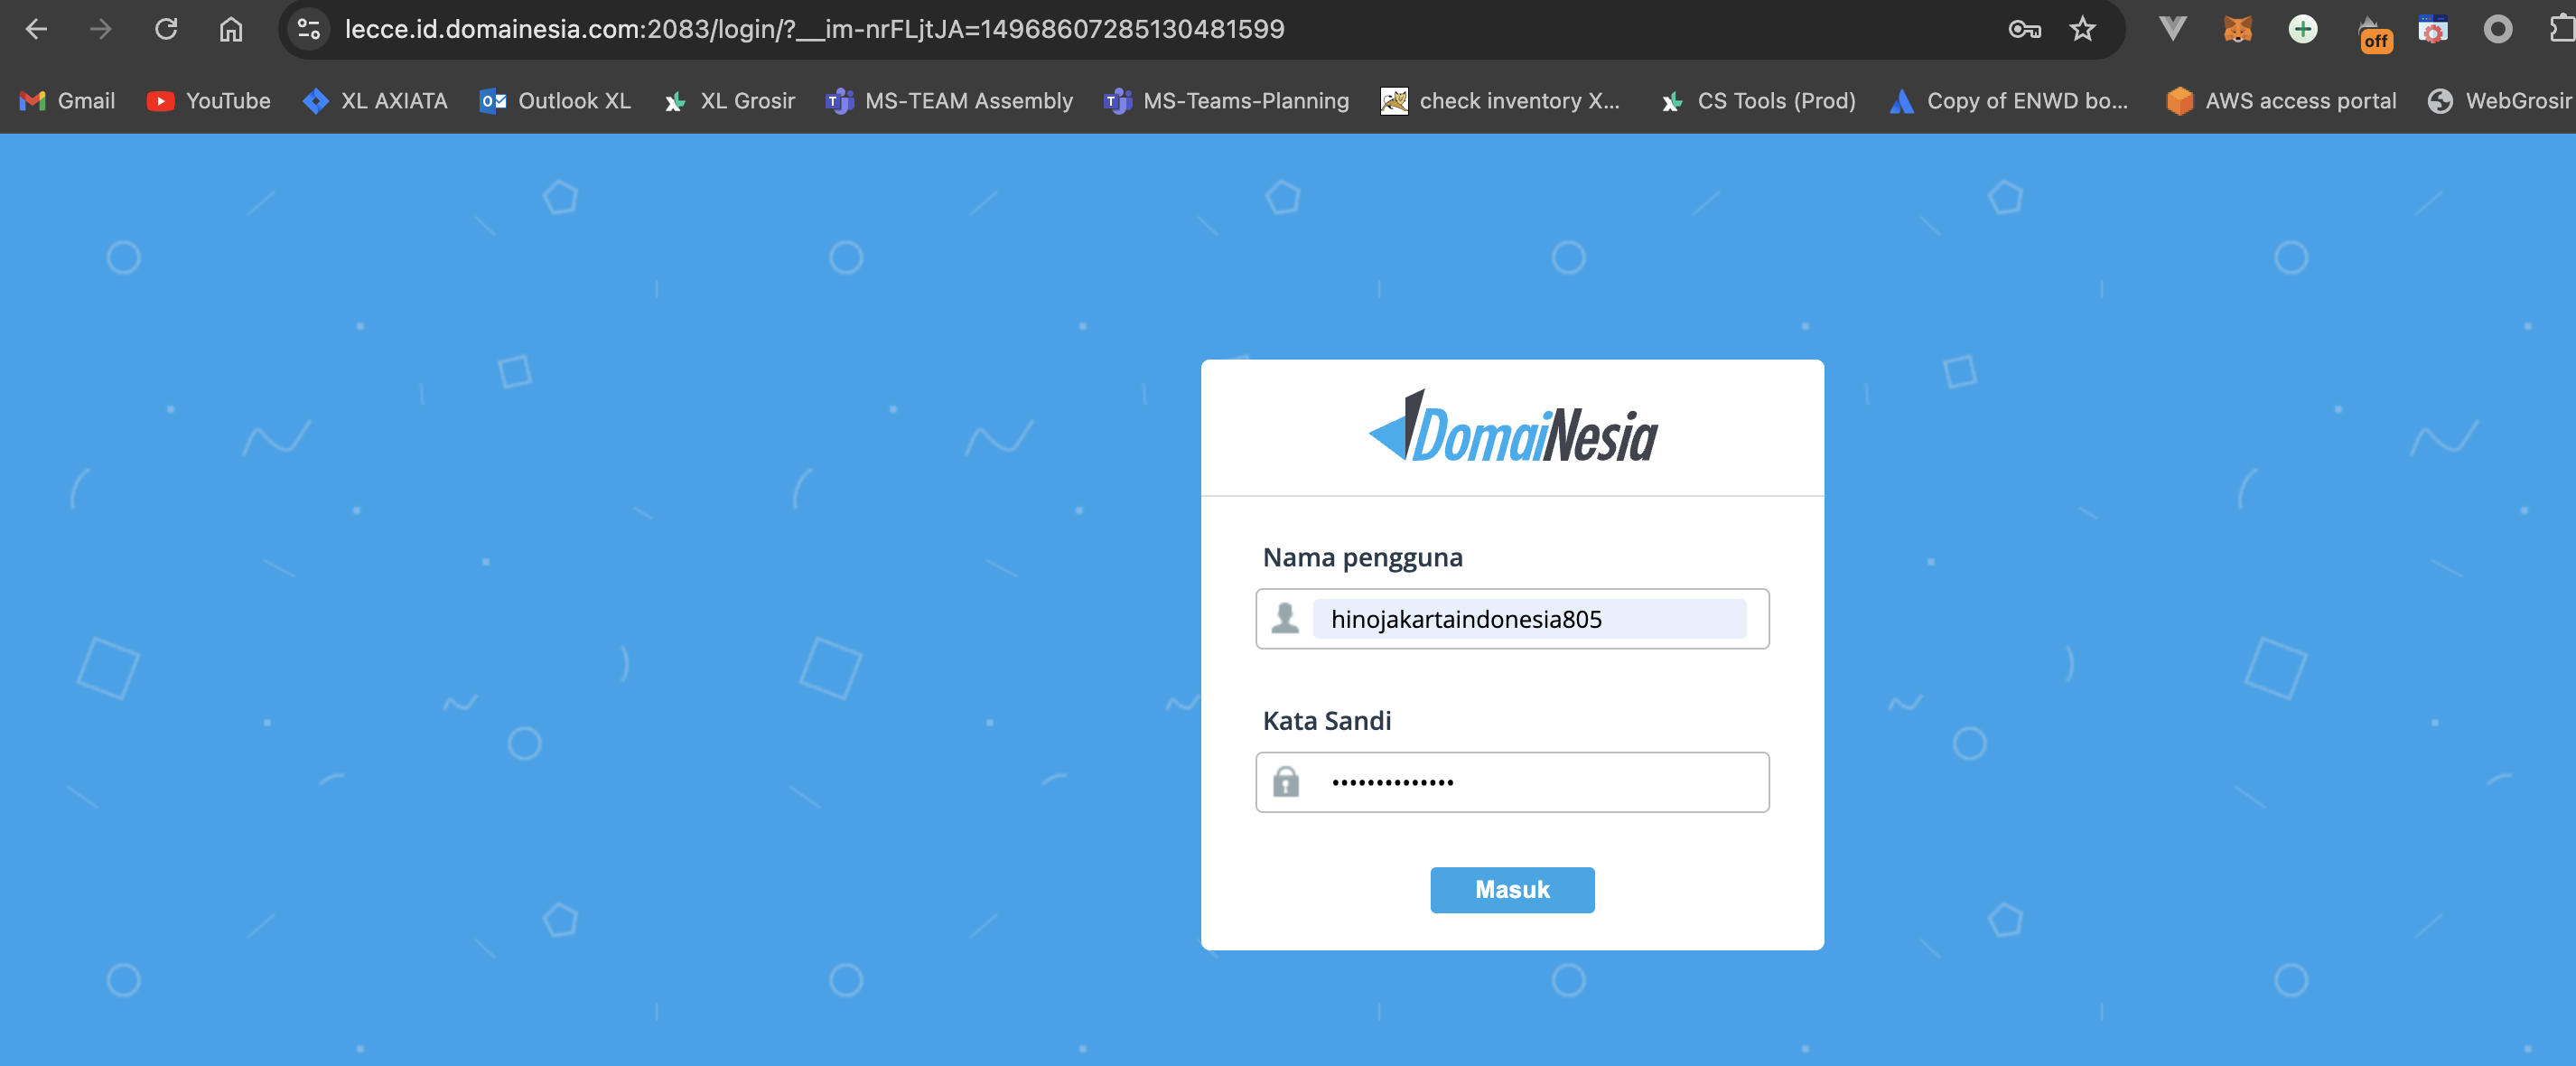 lecce.id.domainesia.com:2083/login/?__im-nrFLjtJA=14968607285130481599
off
Gmail YouTube XL AXIATA Outlook XL XL Grosir MS-TEAM Assembly MS-Teams-Planning check inventory X... CS Tools (Prod) Copy of ENWD bo... AWS access portal WebGrosir
DomaiNesia
Nama pengguna
hinojakartaindonesia805
Kata Sandi
••••••••••••••
Masuk